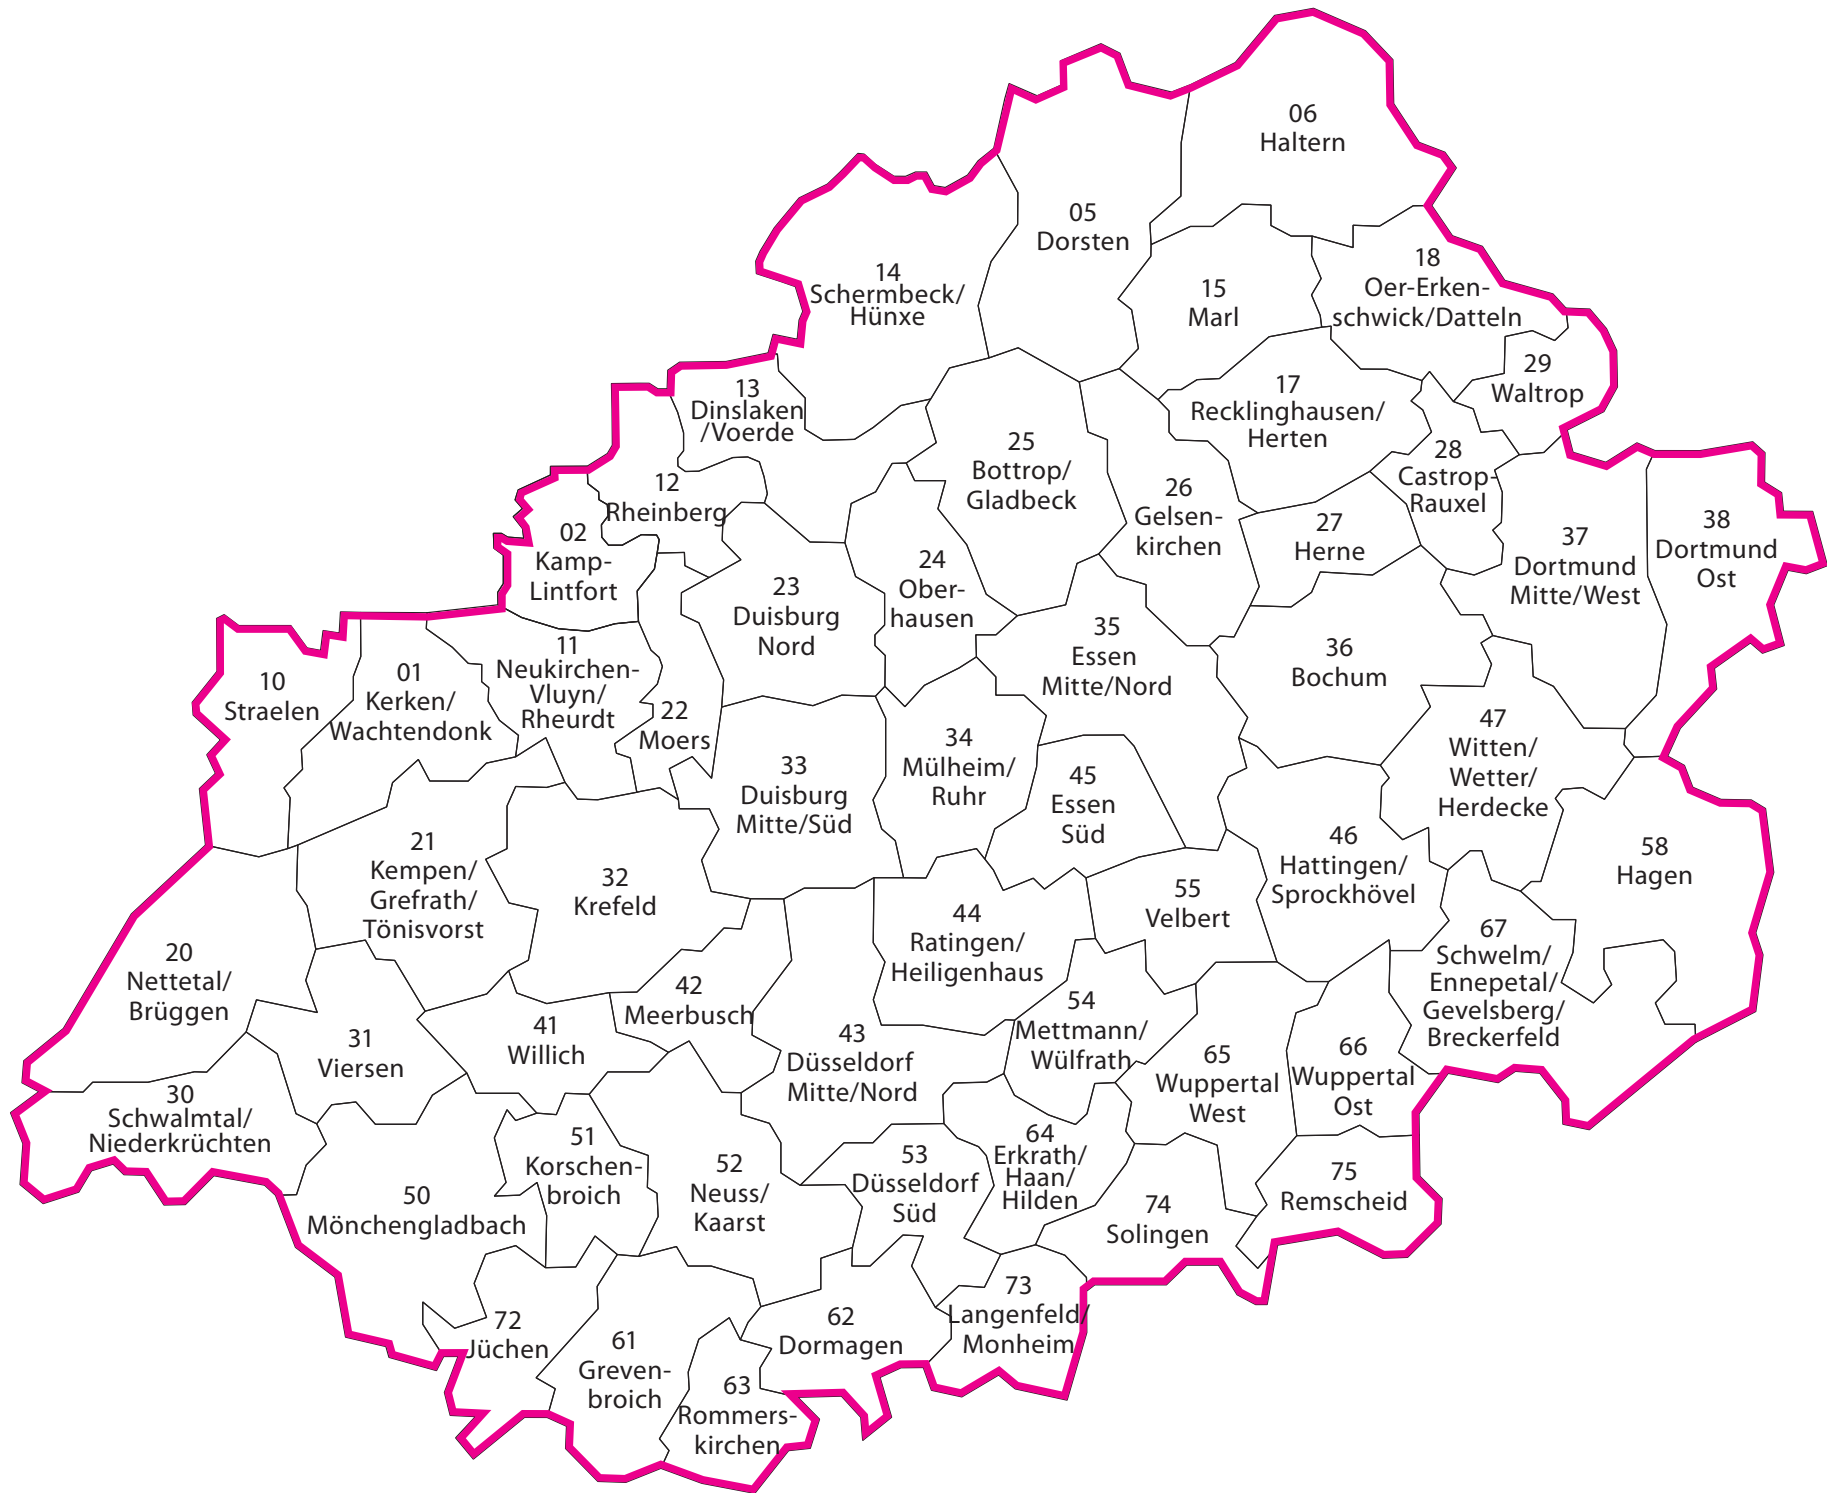 06
Haltern
05
Dorsten
14
Schermbeck/
Hünxe
18
Oer-Erken-
schwick/Datteln
15
Marl
29
Waltrop
13
Dinslaken
/Voerde
17
Recklinghausen/
Herten
25
Bottrop/
Gladbeck
28
Castrop-
Rauxel
12
Rheinberg
26
Gelsen-
kirchen
02
Kamp-
Lintfort
27
Herne
37
Dortmund
Mitte/West
38
Dortmund
Ost
24
Ober-
hausen
23
Duisburg
Nord
35
Essen
Mitte/Nord
36
Bochum
11
Neukirchen-
Vluyn/
Rheurdt
10
Straelen
01
Kerken/
Wachtendonk
22
Moers
34
Mülheim/
Ruhr
47
Witten/
Wetter/
Herdecke
33
Duisburg
Mitte/Süd
45
Essen
Süd
21
Kempen/
Grefrath/
Tönisvorst
46
Hattingen/
Sprockhövel
58
Hagen
32
Krefeld
55
Velbert
44
Ratingen/
Heiligenhaus
67
Schwelm/
Ennepetal/
Gevelsberg/
Breckerfeld
20
Nettetal/
Brüggen
42
Meerbusch
54
Mettmann/
Wülfrath
41
Willich
31
Viersen
43
Düsseldorf
Mitte/Nord
65
Wuppertal
West
66
Wuppertal
Ost
30
Schwalmtal/
Niederkrüchten
51
Korschen-
broich
64
Erkrath/
Haan/
Hilden
52
Neuss/
Kaarst
53
Düsseldorf
Süd
75
Remscheid
50
Mönchengladbach
74
Solingen
73
Langenfeld/
Monheim
72
Jüchen
62
Dormagen
61
Greven-
broich
63
Rommers-
kirchen